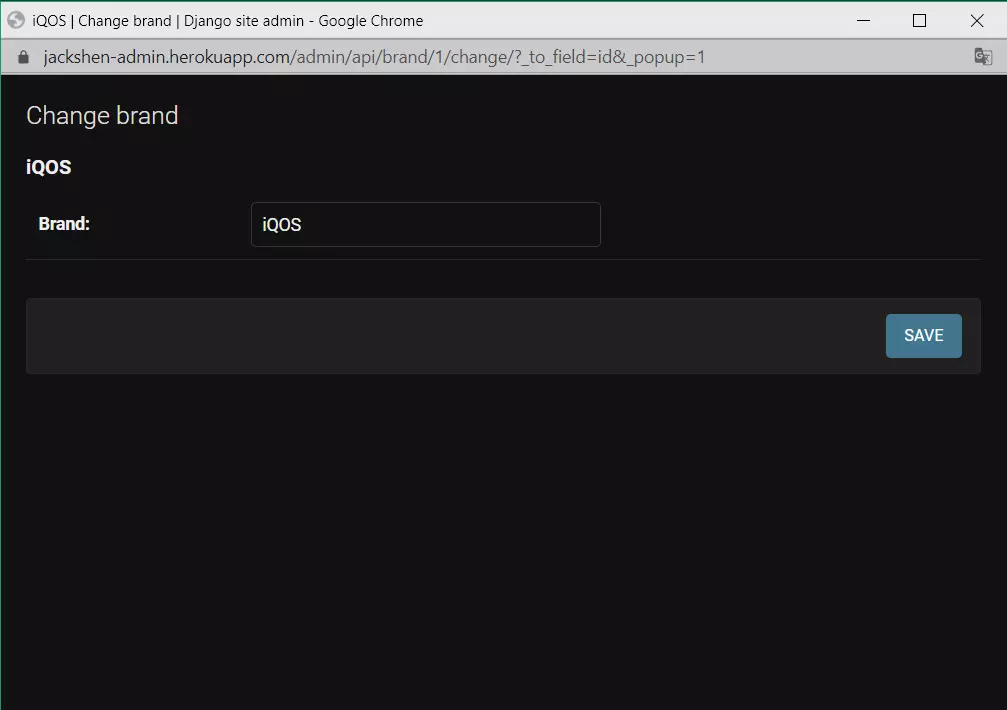 iQOS | Change brand | Django site admin - Google Chrome
jackshen-admin.herokuapp.com/admin/api/brand/1/change/?_to_field=id&_popup=1
Change brand
iQOS
Brand: iQOS
SAVE